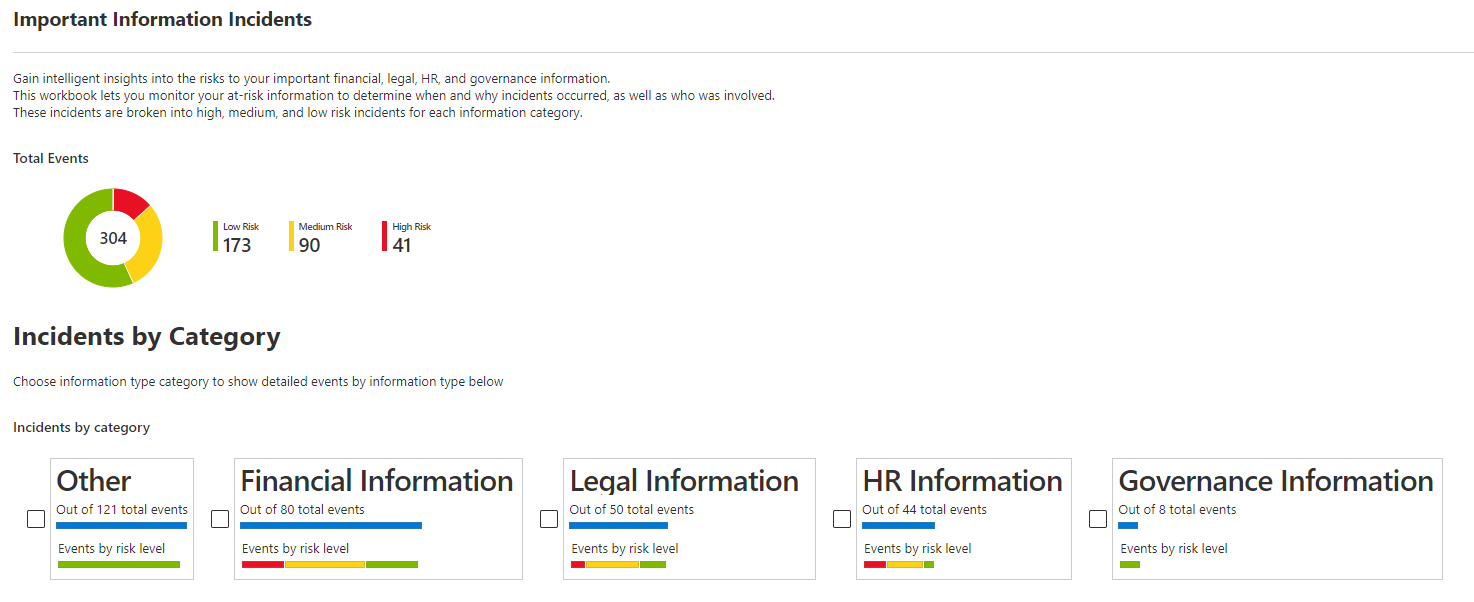 Important Information Incidents
Gain intelligent insights into the risks to your important financial, legal, HR, and governance information.
This workbook lets you monitor your at-risk information to determine when and why incidents occurred, as well as who was involved.
These incidents are broken into high, medium, and low risk incidents for each information category.
Total Events
304
Low Risk
173
Medium Risk
90
High Risk
41
Incidents by Category
Choose information type category to show detailed events by information type below
Incidents by category
Other
Out of 121 total events
Events by risk level
Financial Information
Out of 80 total events
Events by risk level
Legal Information
Out of 50 total events
Events by risk level
HR Information
Out of 44 total events
Events by risk level
Governance Information
Out of 8 total events
Events by risk level